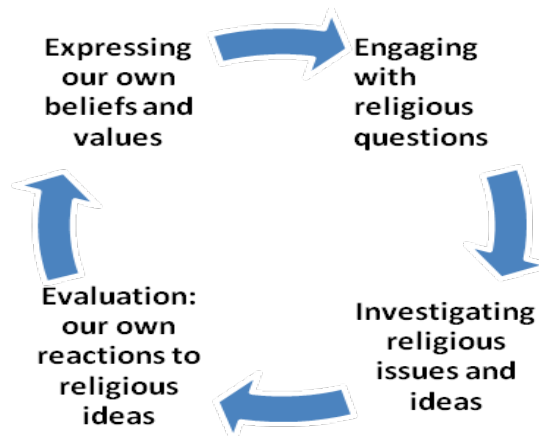 Expressing
our own
beliefs and
values
Engaging
with
religious
questions
Investigating
religious
issues and
ideas
Evaluation:
our own
reactions to
religious
ideas